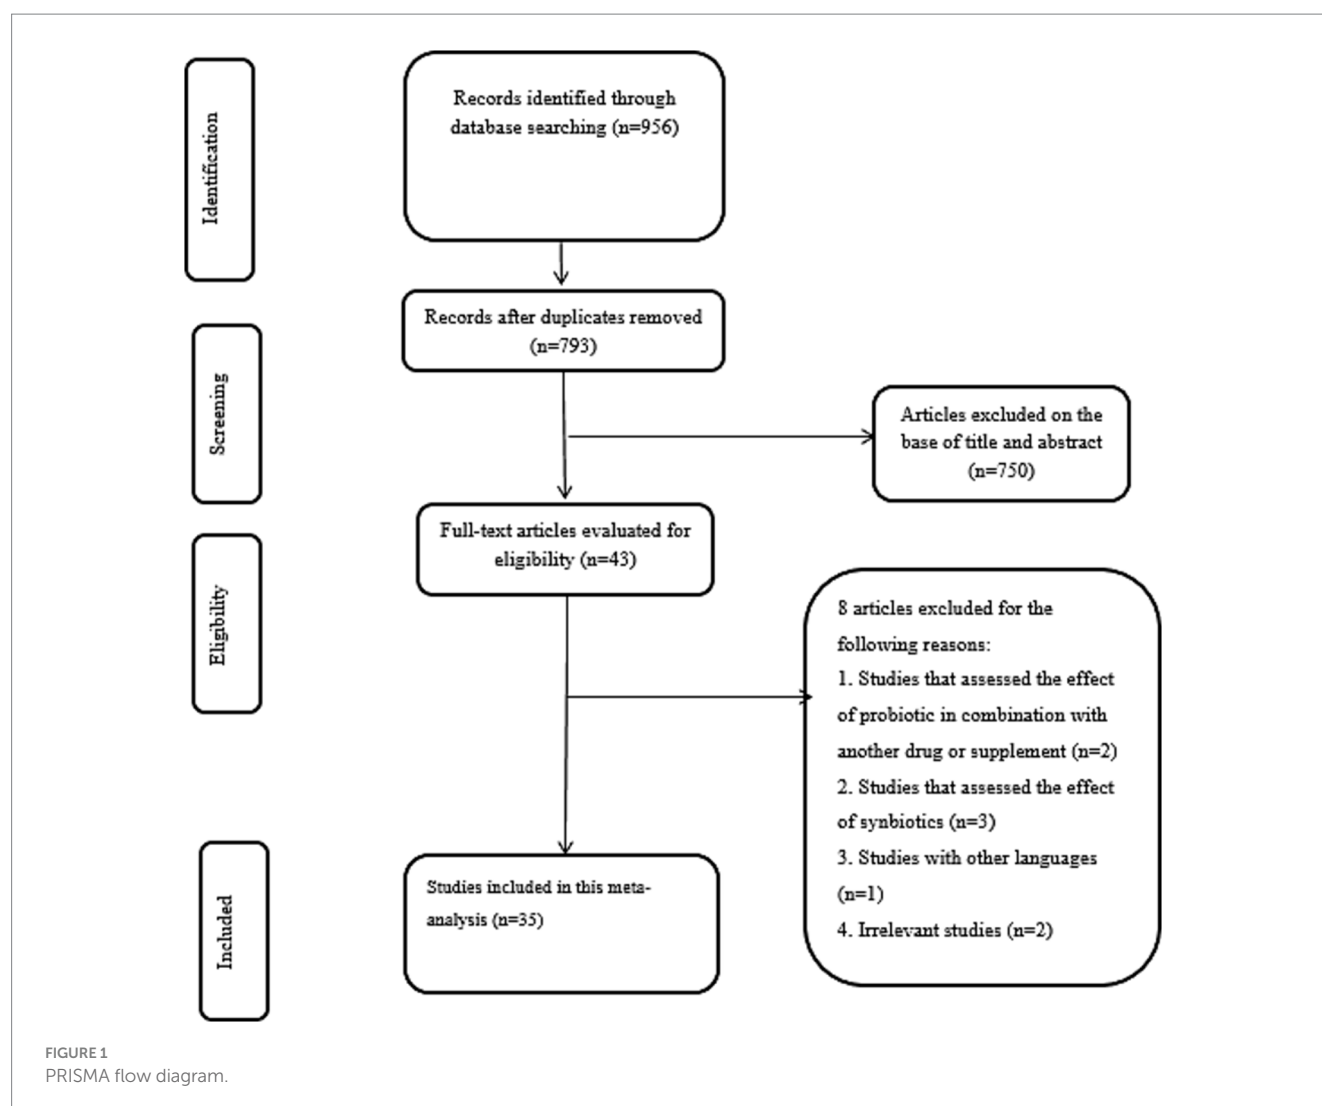 Identification
Records identified through
database searching (n=956)
Records after duplicates removed
(n=793)
Screening
Articles excluded on the
base of title and abstract
(n=750)
Full-text articles evaluated for
eligibility (n=43)
Eligibility
8 articles excluded for the
following reasons:
1. Studies that assessed the effect
of probiotic in combination with
another drug or supplement (n=2)
2. Studies that assessed the effect
of synbiotics (n=3)
3. Studies with other languages
(n=1)
4. Irrelevant studies (n=2)
Included
Studies included in this meta-
analysis (n=35)
FIGURE 1
PRISMA flow diagram.